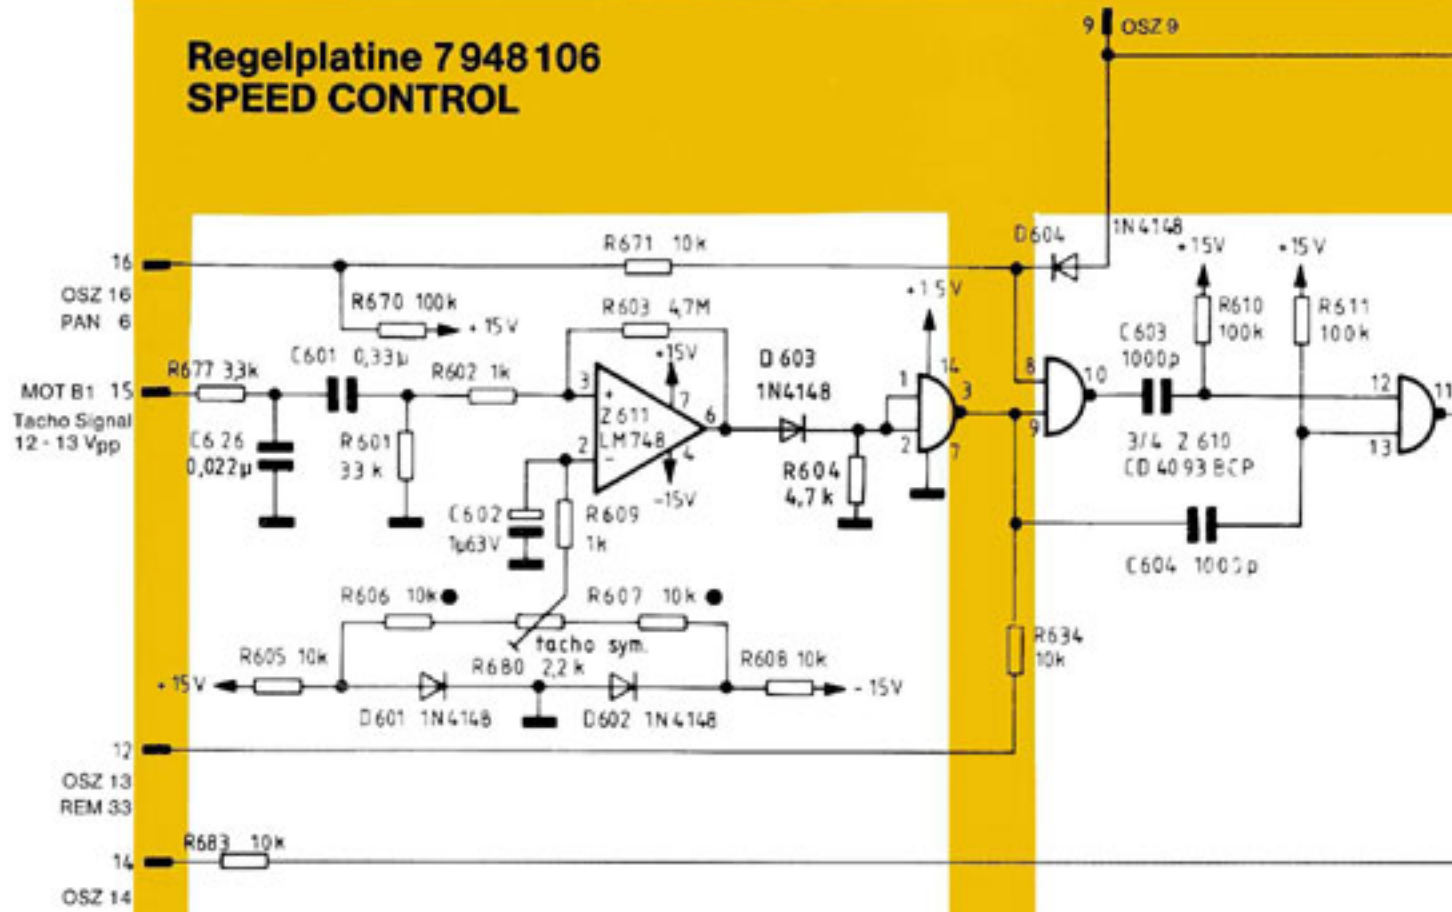 Regelplatine 7948106
SPEED CONTROL
9 OSZ 9
D604
1N4148
16
OSZ 16
PAN 6
R671 10k
R670 100k
+ 15V
R603 4,7M
+15V
+15V
+15V
R610
100k
R611
100k
C603
1000p
MOT B1 15
Tacho Signal
12 - 13 Vpp
R677 3,3k
C601 0,33µ
R602 1k
3
+
Z611
LM748
7
6
4
2
-
-15V
D603
1N4148
+15V
14
1
2
3
7
8
9
10
12
13
11
C626
0,022µ
R601
33k
R604
4,7k
3/4 Z610
CD4093BCP
C602
1µ63V
R609
1k
C604 1000p
R606 10k
R607 10k
tacho sym.
R680 2,2k
R605 10k
+15V
R608 10k
-15V
D601 1N4148
D602 1N4148
R634
10k
12
OSZ 13
REM 33
R683 10k
14
OSZ 14